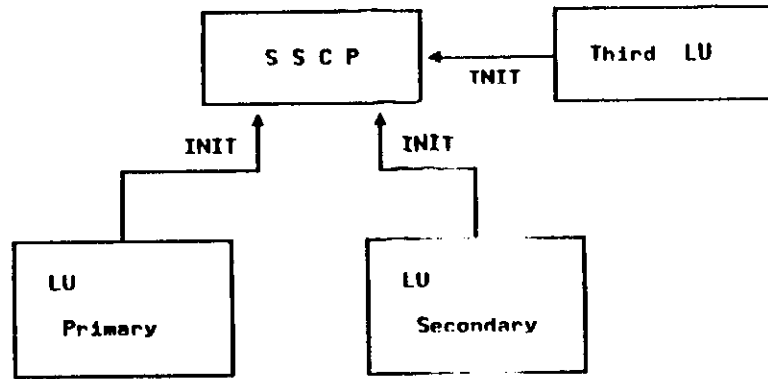 S S C P
Third LU
INIT
INIT
INIT
LU
Primary
LU
Secondary